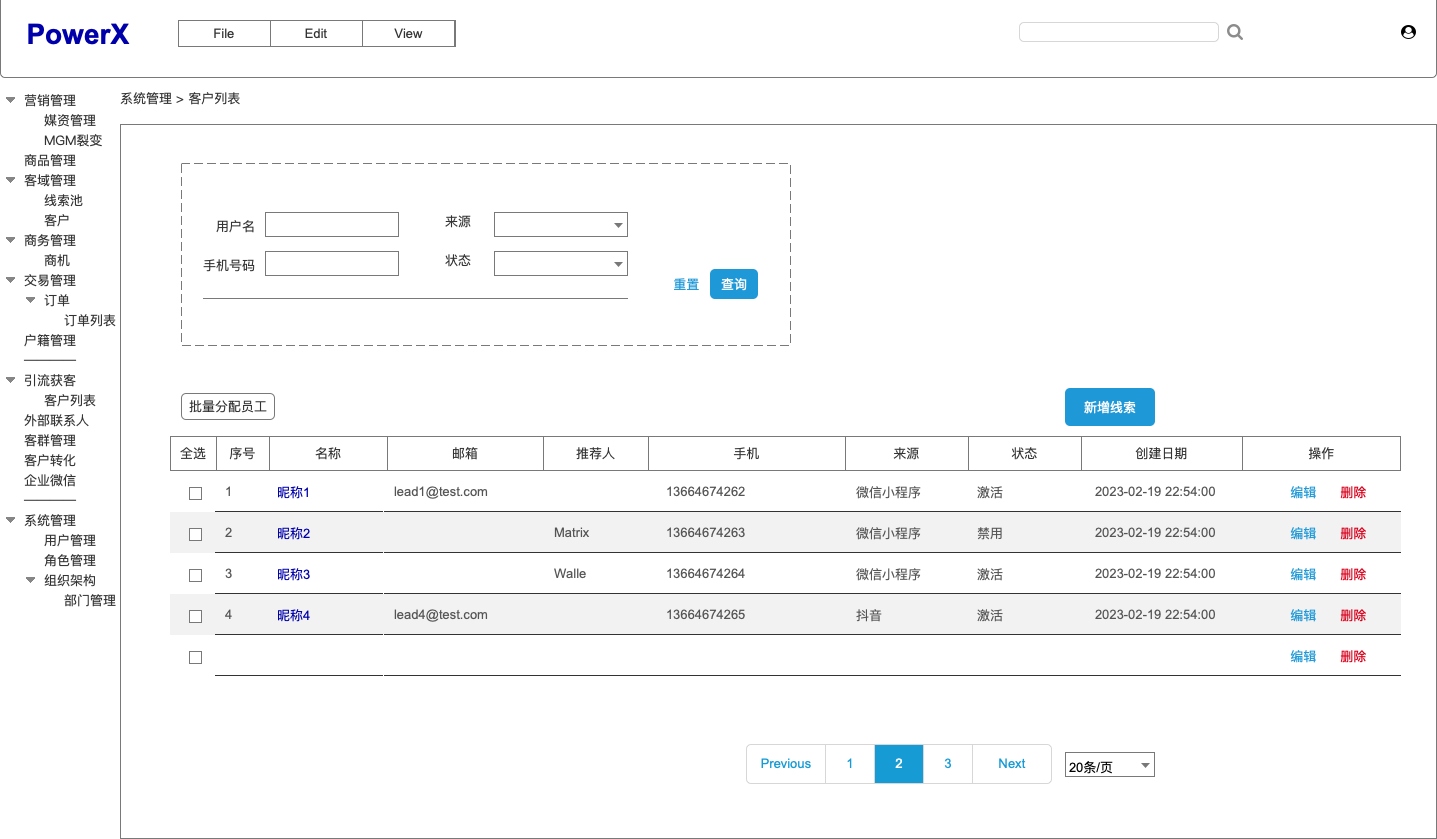 PowerX
File Edit View
系统管理 > 客户列表
营销管理
媒资管理
MGM裂变
商品管理
客域管理
线索池
客户
商务管理
商机
交易管理
订单
订单列表
户籍管理
引流获客
客户列表
外部联系人
客群管理
客户转化
企业微信
系统管理
用户管理
角色管理
组织架构
部门管理
用户名 来源
手机号码 状态
重置 查询
批量分配员工 新增线索
全选 序号 名称 邮箱 推荐人 手机 来源 状态 创建日期 操作
1 昵称1 lead1@test.com 13664674262 微信小程序 激活 2023-02-19 22:54:00 编辑 删除
2 昵称2 Matrix 13664674263 微信小程序 禁用 2023-02-19 22:54:00 编辑 删除
3 昵称3 Walle 13664674264 微信小程序 激活 2023-02-19 22:54:00 编辑 删除
4 昵称4 lead4@test.com 13664674265 抖音 激活 2023-02-19 22:54:00 编辑 删除
编辑 删除
Previous 1 2 3 Next 20条/页